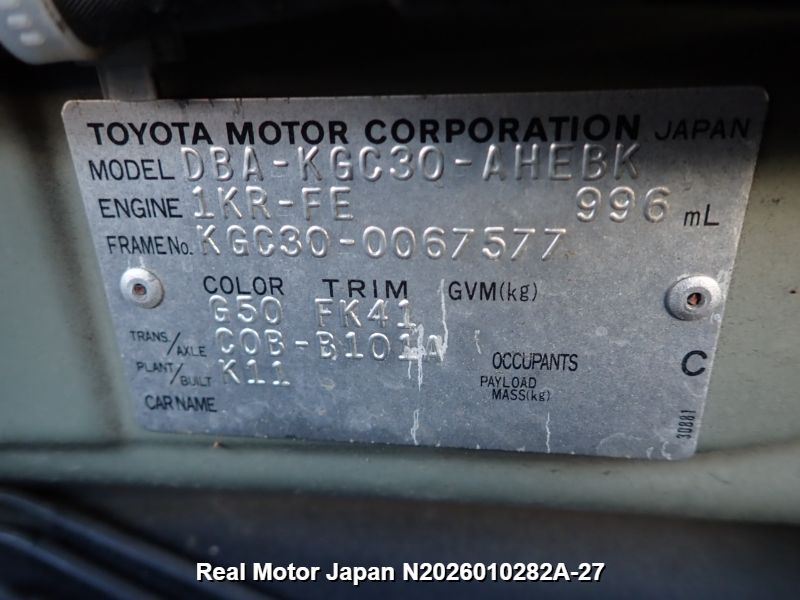 TOYOTA MOTOR CORPORATION JAPAN
MODEL DBA-KGC30-AHEBK
ENGINE 1KR-FE 996 mL
FRAME No. KGC30-0067577
COLOR TRIM GVM(kg)
G50 FK41
TRANS./AXLE C0B-B101A
PLANT/BUILT K11
OCCUPANTS
C
PAYLOAD
MASS(kg)
CAR NAME
30881
Real Motor Japan N2026010282A-27